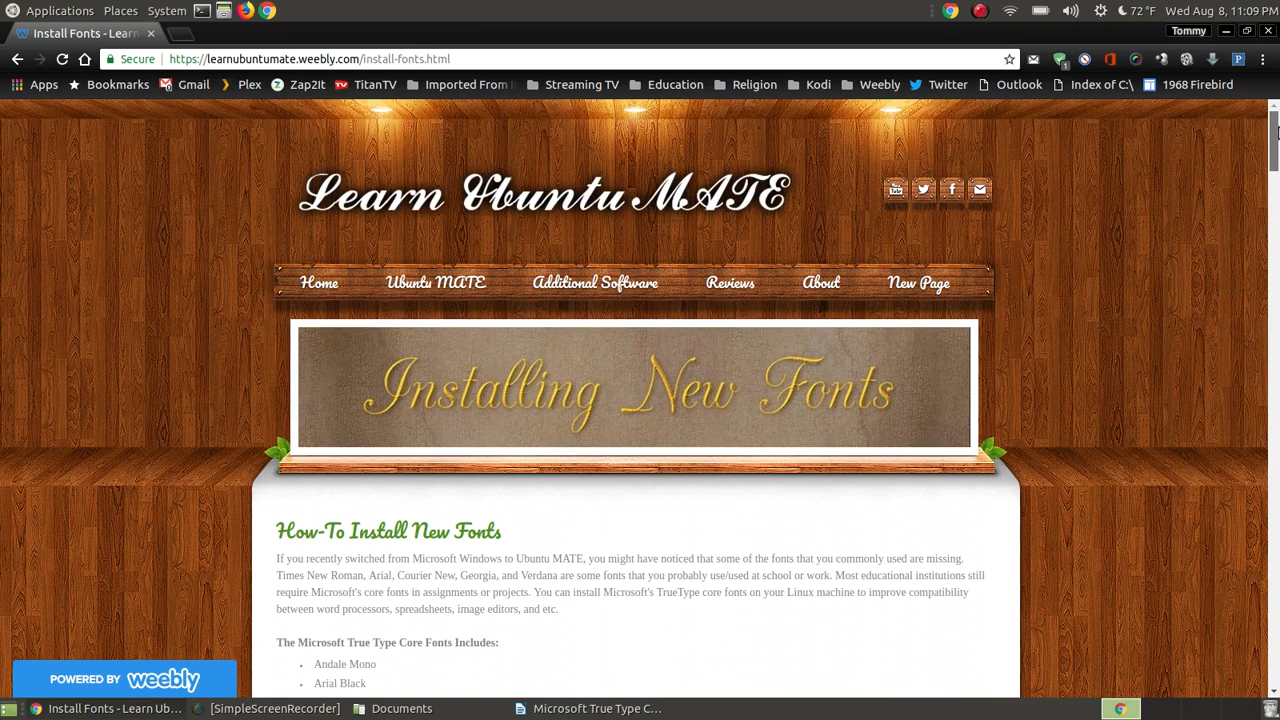 Applications Places System
72 °F Wed Aug 8, 11:09 PM
Install Fonts - Learn
Tommy
Secure https://learnubuntumate.weebly.com/install-fonts.html
Apps Bookmarks Gmail Plex Zap2It TitanTV Imported From Streaming TV Education Religion Kodi Weebly Twitter Outlook Index of C:\ 1968 Firebird
Learn Ubuntu MATE
You Tube
Home Ubuntu MATE Additional Software Reviews About New Page
Installing New Fonts
How-To Install New Fonts
If you recently switched from Microsoft Windows to Ubuntu MATE, you might have noticed that some of the fonts that you commonly used are missing.
Times New Roman, Arial, Courier New, Georgia, and Verdana are some fonts that you probably use/used at school or work. Most educational institutions still
require Microsoft's core fonts in assignments or projects. You can install Microsoft's TrueType core fonts on your Linux machine to improve compatibility
between word processors, spreadsheets, image editors, and etc.
The Microsoft True Type Core Fonts Includes:
• Andale Mono
• Arial Black
POWERED BY weebly
Install Fonts - Learn Ub... [SimpleScreenRecorder] Documents Microsoft True Type C...